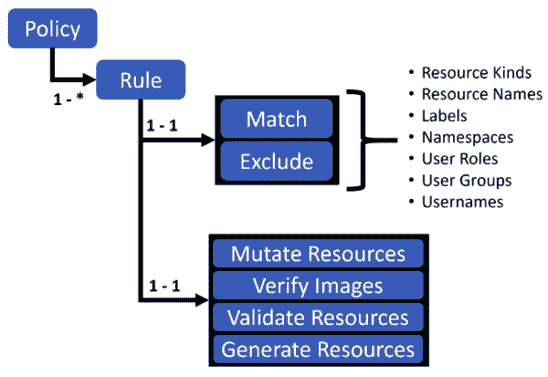 Policy
1 - *
Rule
1 - 1
Match
Exclude
• Resource Kinds
• Resource Names
• Labels
• Namespaces
• User Roles
• User Groups
• Usernames
1 - 1
Mutate Resources
Verify Images
Validate Resources
Generate Resources